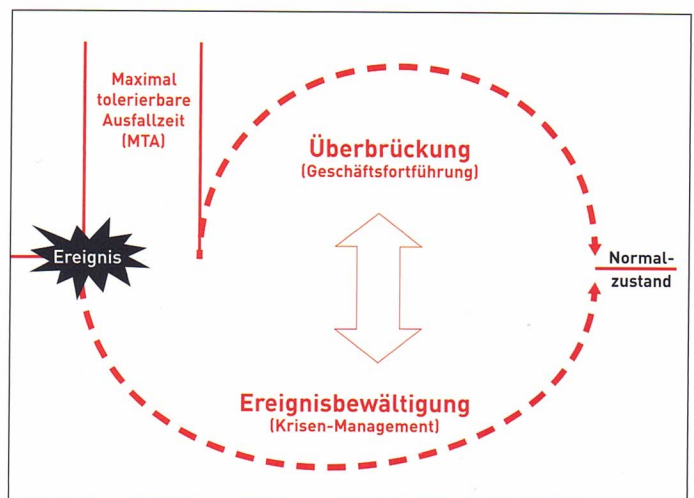 Maximal
tolerierbare
Ausfallzeit
(MTA)
Überbrückung
(Geschäftsfortführung)
Ereignis
Normal-
zustand
Ereignisbewältigung
(Krisen-Management)